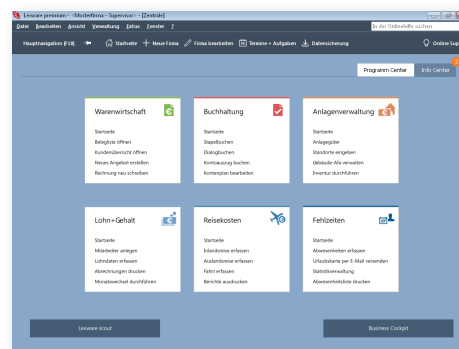 Lexware premium - <Musterfirma - Supervisor> - [Zentrale]
Datei Bearbeiten Ansicht Verwaltung Extras Fenster ?
In der Onlinehilfe suchen
Hauptnavigation [F10] Startseite Neue Firma Firma bearbeiten Termine + Aufgaben Datensicherung Online Sup
Programm Center Info Center
Warenwirtschaft
Startseite
Belegliste öffnen
Kundenübersicht öffnen
Neues Angebot erstellen
Rechnung neu schreiben
Buchhaltung
Startseite
Stapelbuchen
Dialogbuchen
Kontoauszug buchen
Kontenplan bearbeiten
Anlagenverwaltung
Startseite
Anlagegüter
Standorte eingeben
Gebäude-Afa verwalten
Inventur durchführen
Lohn+Gehalt
Startseite
Mitarbeiter anlegen
Lohndaten erfassen
Abrechnungen drucken
Monatswechsel durchführen
Reisekosten
Startseite
Inlandsreise erfassen
Auslandsreise erfassen
Fahrt erfassen
Berichte ausdrucken
Fehlzeiten
Startseite
Abwesenheiten erfassen
Urlaubskarte per E-Mail versenden
Statistikverwaltung
Abwesenheitsliste drucken
Lexware scout
Business Cockpit